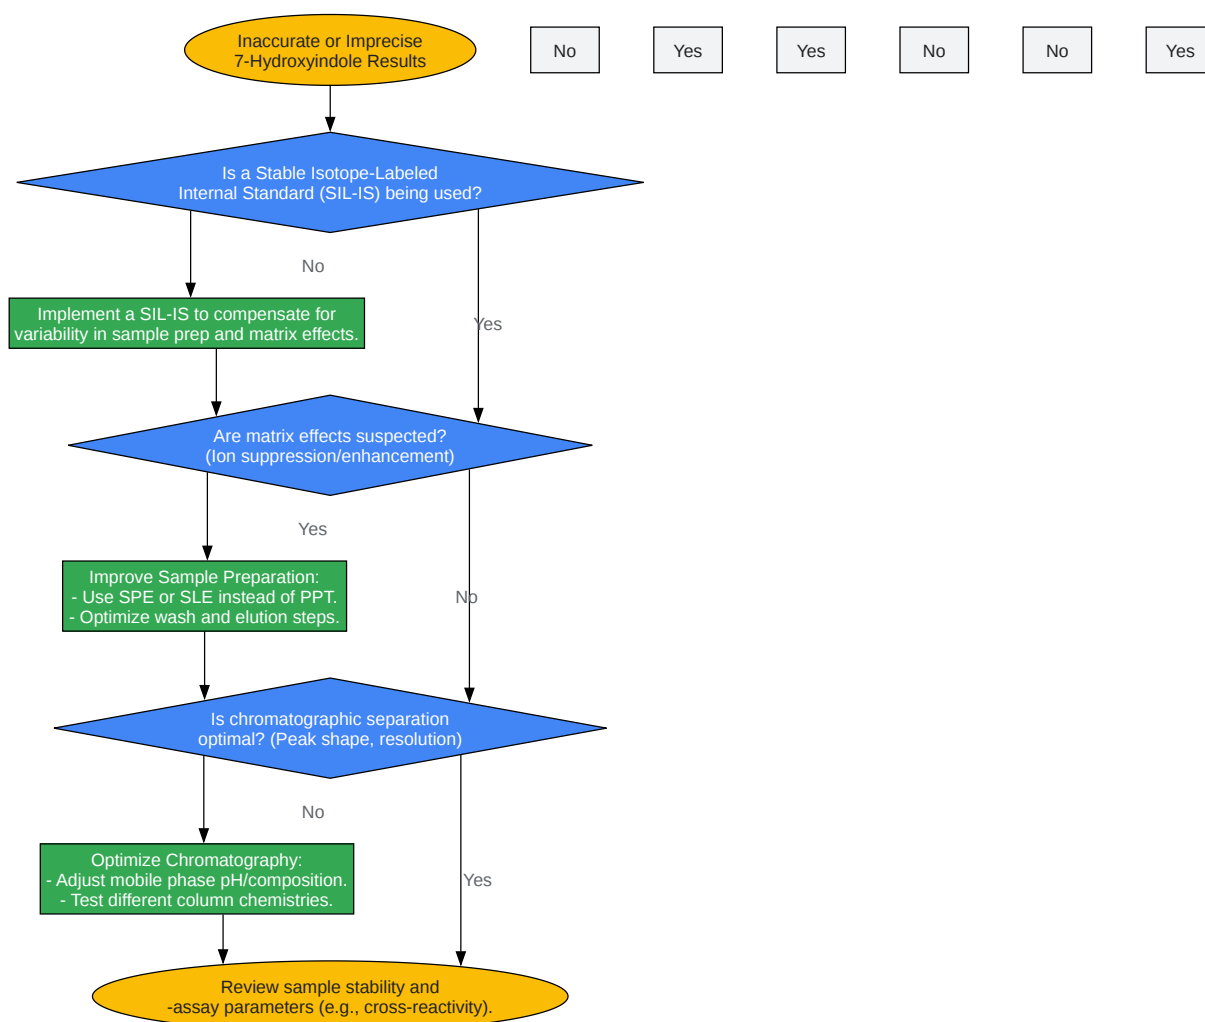 Inaccurate or Imprecise
7-Hydroxyindole Results
No
Yes
Yes
No
No
Yes
Is a Stable Isotope-Labeled
Internal Standard (SIL-IS) being used?
No
Implement a SIL-IS to compensate for
variability in sample prep and matrix effects.
Yes
Are matrix effects suspected?
(Ion suppression/enhancement)
Yes
Improve Sample Preparation:
- Use SPE or SLE instead of PPT.
- Optimize wash and elution steps.
No
Is chromatographic separation
optimal? (Peak shape, resolution)
No
Optimize Chromatography:
- Adjust mobile phase pH/composition.
- Test different column chemistries.
Yes
Review sample stability and
-assay parameters (e.g., cross-reactivity).